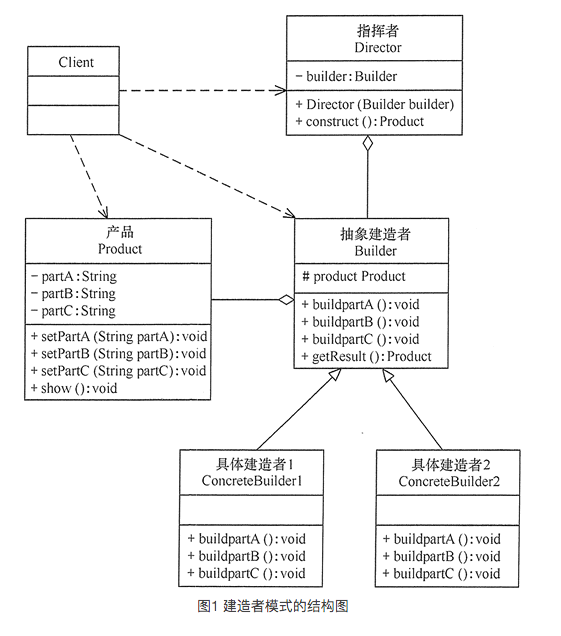 指挥者
Director
− builder:Builder
+ Director (Builder builder)
+ construct ():Product
Client
产品
Product
− partA:String
− partB:String
− partC:String
+ setPartA (String partA):void
+ setPartB (String partB):void
+ setPartC (String partC):void
+ show ():void
抽象建造者
Builder
# product Product
+ buildpartA ():void
+ buildpartB ():void
+ buildpartC ():void
+ getResult ():Product
具体建造者1
ConcreteBuilder1
+ buildpartA ():void
+ buildpartB ():void
+ buildpartC ():void
具体建造者2
ConcreteBuilder2
+ buildpartA ():void
+ buildpartB ():void
+ buildpartC ():void
图1 建造者模式的结构图